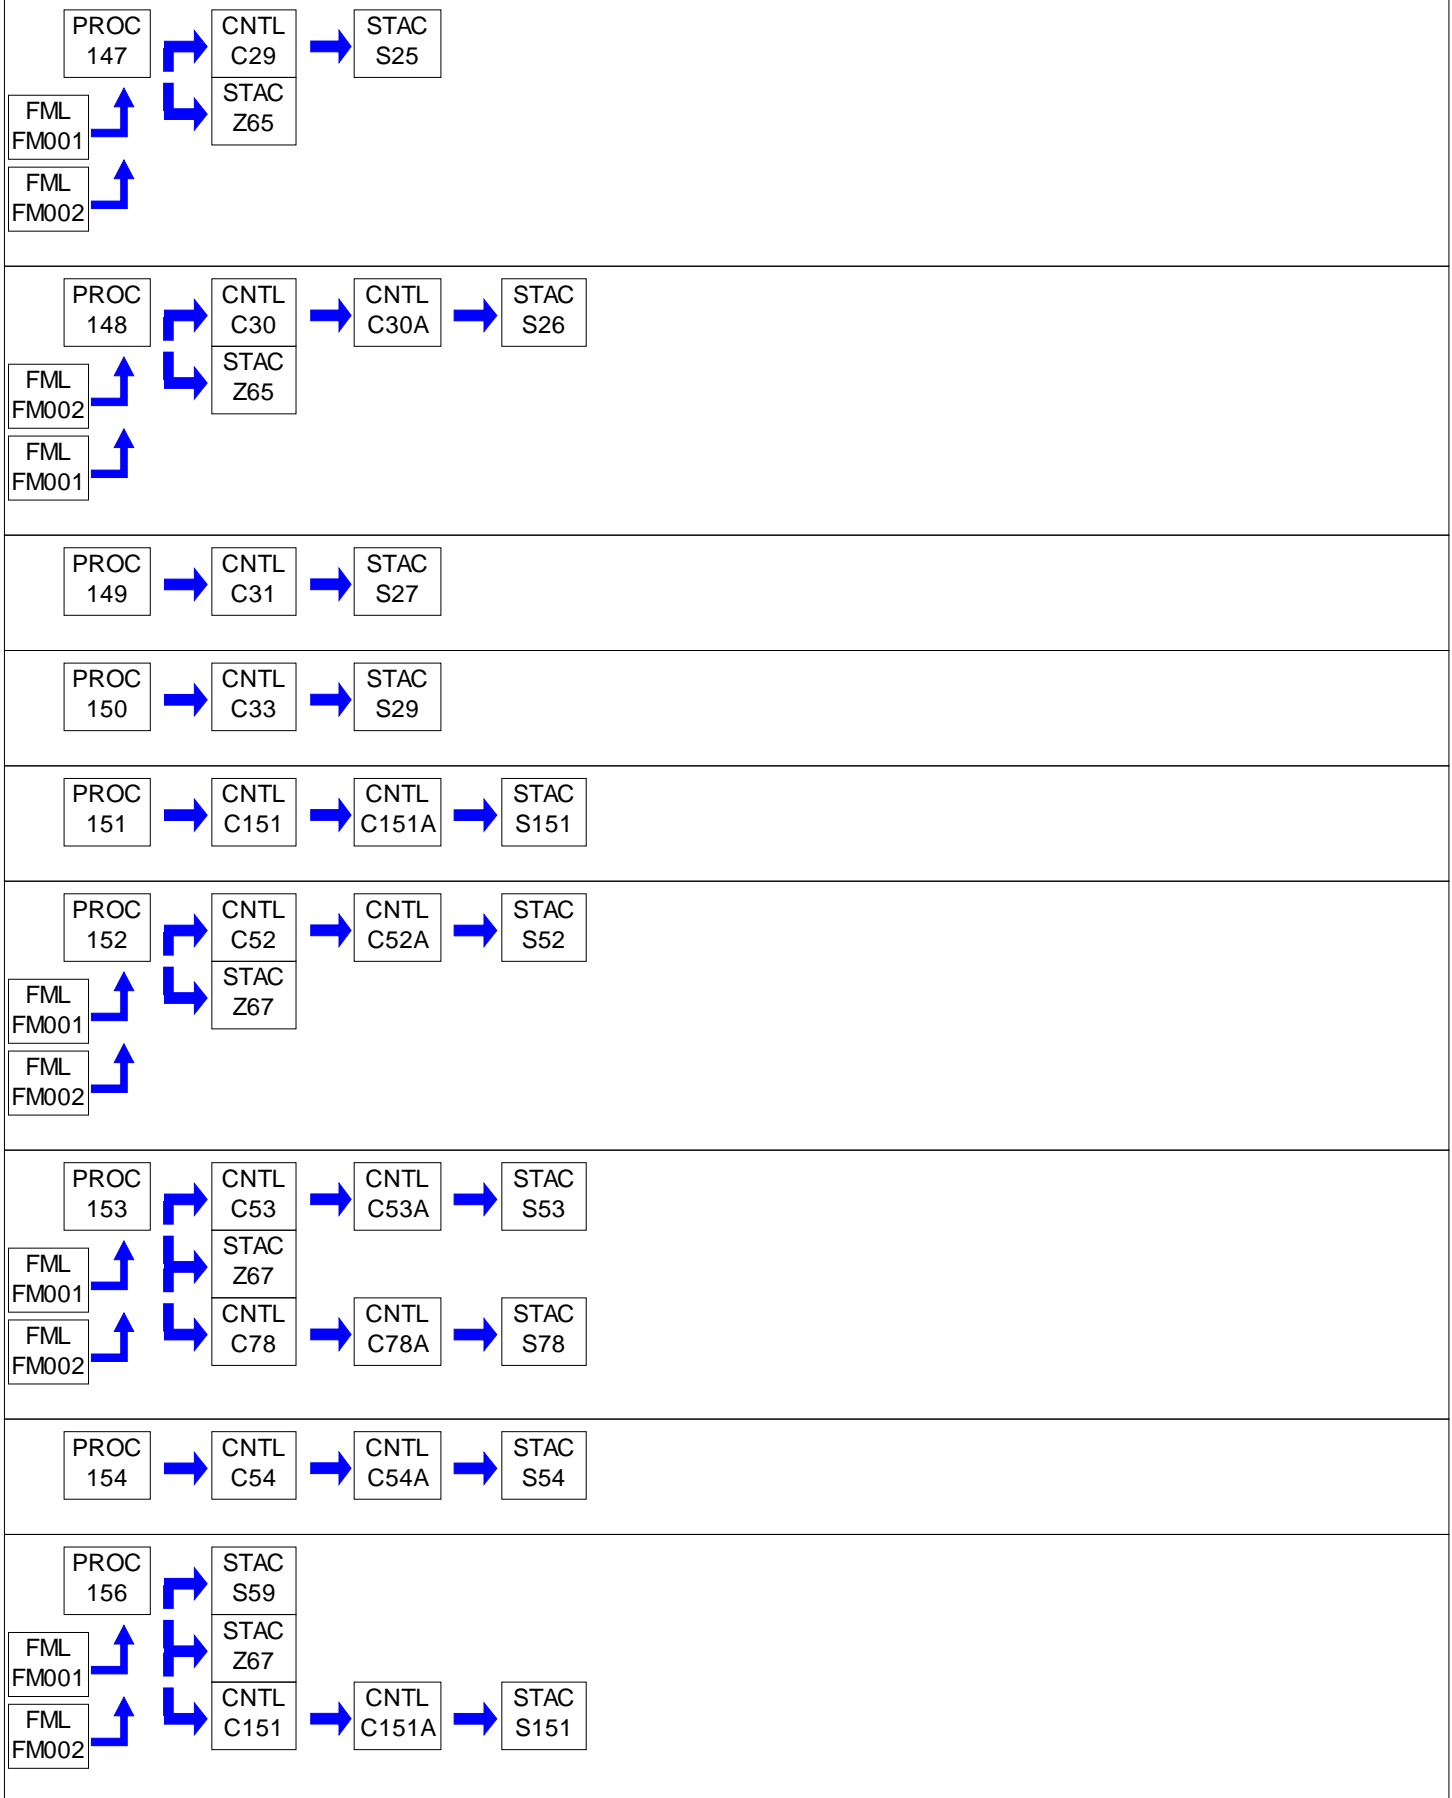 PROC
147
CNTL
C29
STAC
S25
STAC
Z65
FML
FM001
FML
FM002
PROC
148
CNTL
C30
CNTL
C30A
STAC
S26
STAC
Z65
FML
FM002
FML
FM001
PROC
149
CNTL
C31
STAC
S27
PROC
150
CNTL
C33
STAC
S29
PROC
151
CNTL
C151
CNTL
C151A
STAC
S151
PROC
152
CNTL
C52
CNTL
C52A
STAC
S52
STAC
Z67
FML
FM001
FML
FM002
PROC
153
CNTL
C53
CNTL
C53A
STAC
S53
STAC
Z67
FML
FM001
CNTL
C78
CNTL
C78A
STAC
S78
FML
FM002
PROC
154
CNTL
C54
CNTL
C54A
STAC
S54
PROC
156
STAC
S59
STAC
Z67
FML
FM001
CNTL
C151
CNTL
C151A
STAC
S151
FML
FM002